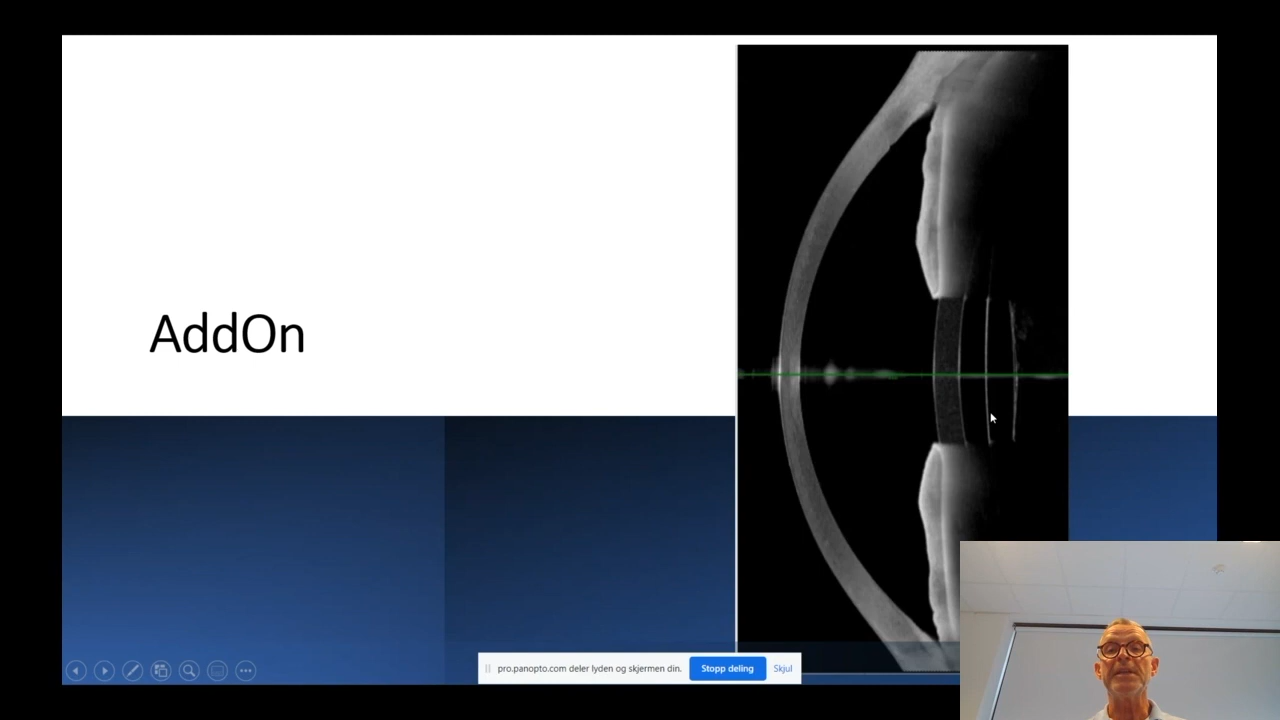 AddOn
pro.panopto.com deler lyden og skjermen din.
Stopp deling
Skjul